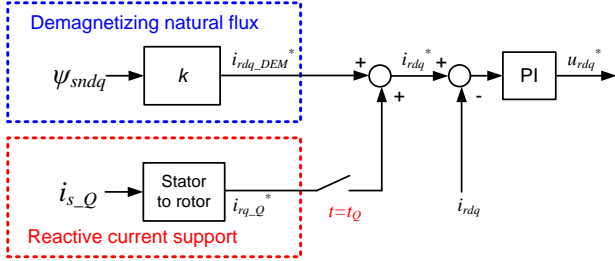 Demagnetizing natural flux
ψsndq
k
irdq_DEM*
+
+
irdq*
+
-
PI
urdq*
is_Q
Stator
to rotor
irq_Q*
t=tQ
irdq
Reactive current support